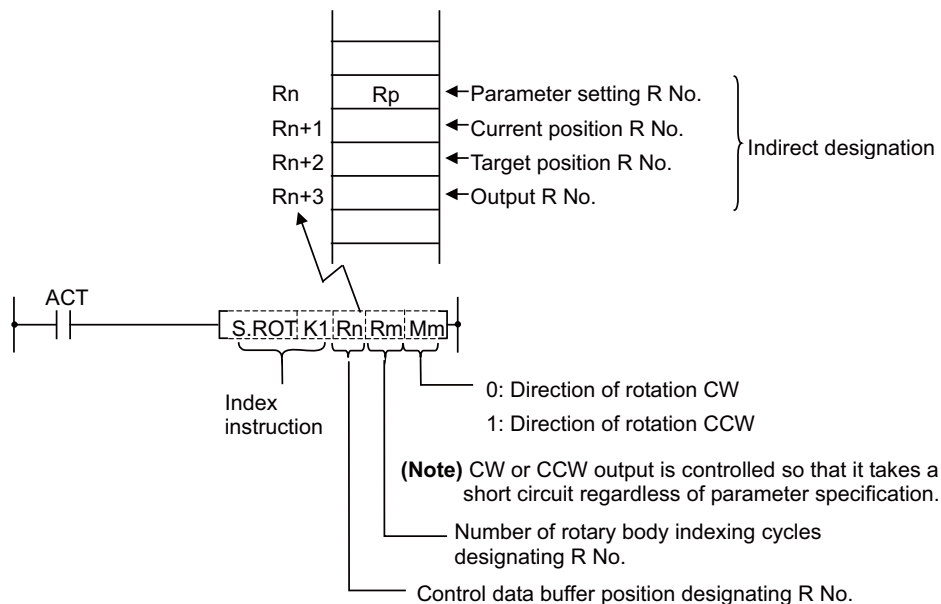 Rn Rp Parameter setting R No.
Rn+1 Current position R No.
Rn+2 Target position R No.
Rn+3 Output R No.
Indirect designation
ACT
S.ROT K1 Rn Rm Mm
Index
instruction
0: Direction of rotation CW
1: Direction of rotation CCW
(Note) CW or CCW output is controlled so that it takes a
short circuit regardless of parameter specification.
Number of rotary body indexing cycles
designating R No.
Control data buffer position designating R No.